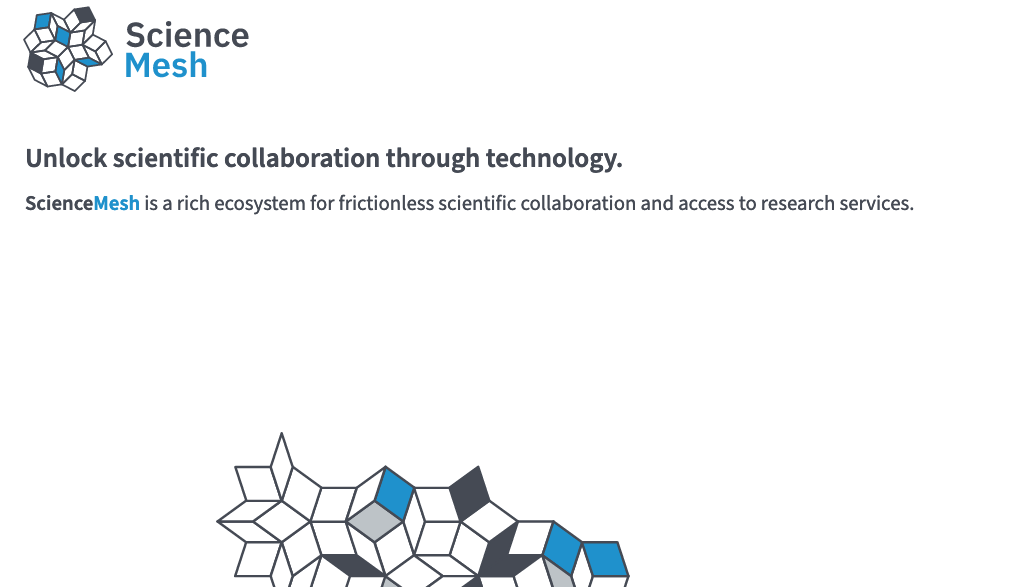 Science
Mesh
Unlock scientific collaboration through technology.
ScienceMesh is a rich ecosystem for frictionless scientific collaboration and access to research services.